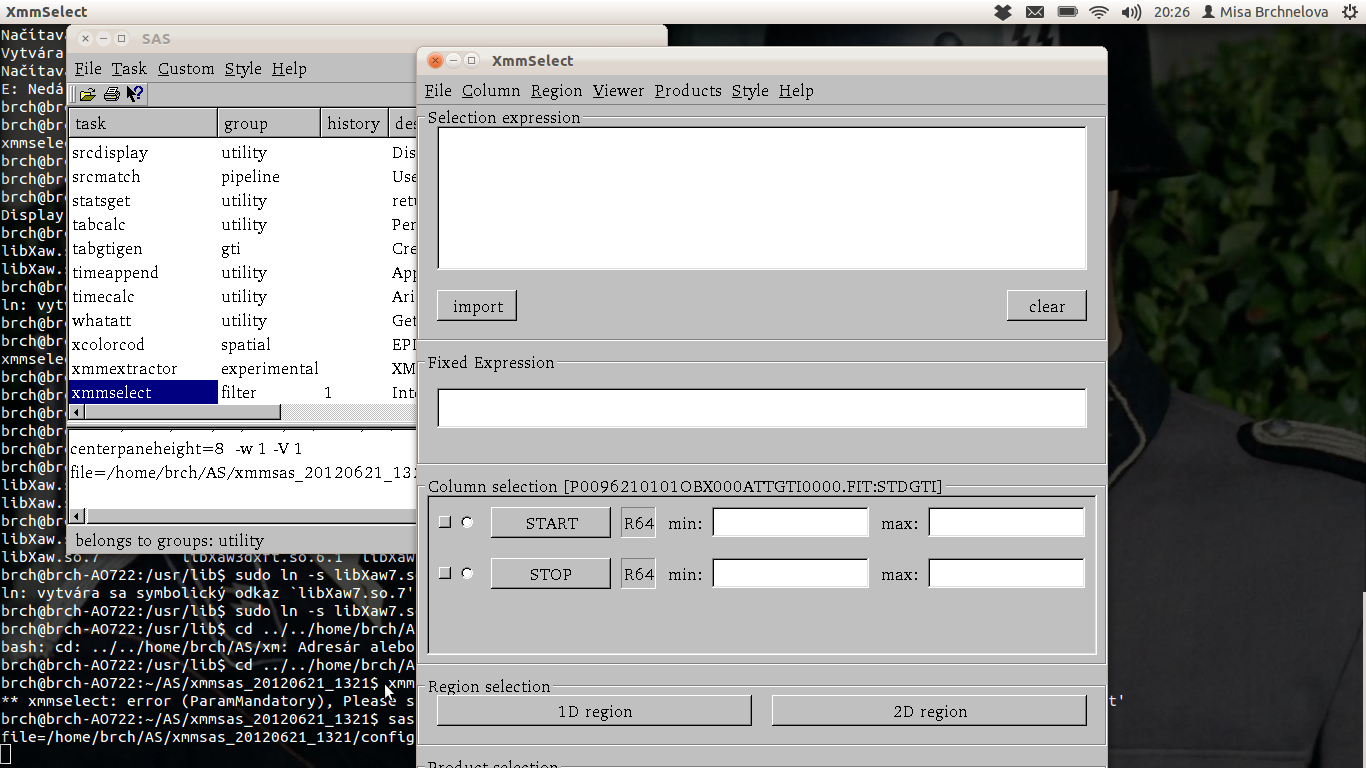 XmmSelect
20:26 Misa Brchnelova
Načítav
Vytvára
Načítav
E: Nedá
brch@br
brch@br
xmmselec
brch@br
brch@br
brch@br
Display
brch@br
libXaw.s
libXaw.s
brch@br
ln: vytv
brch@br
brch@br
xmmselec
brch@br
brch@br
brch@br
brch@br
brch@br
brch@br
libXaw.s
libXaw.s
brch@br
libXaw.s
SAS
File Task Custom Style Help
task group history des
srcdisplay utility Dis
srcmatch pipeline Use
statsget utility retu
tabcalc utility Per
tabgtigen gti Cre
timeappend utility App
timecalc utility Ari
whatatt utility Get
xcolorcod spatial EPI
xmmextractor experimental XM
xmmselect filter 1 Inte
centerpaneheight=8 -w 1 -V 1
file=/home/brch/AS/xmmsas_20120621_132
belongs to groups: utility
XmmSelect
File Column Region Viewer Products Style Help
Selection expression
import clear
Fixed Expression
Column selection [P0096210101OBX000ATTGTI0000.FIT:STDGTI]
START R64 min: max:
STOP R64 min: max:
Region selection
1D region 2D region
Product selection
libXaw.so.7 libXaw3dxft.so.6.1 libXaw
brch@brch-AO722:/usr/lib$ sudo ln -s libXaw7.s
ln: vytvára sa symbolický odkaz `libXaw7.so.7'
brch@brch-AO722:/usr/lib$ sudo ln -s libXaw7.s
brch@brch-AO722:/usr/lib$ cd ../../home/brch/A
bash: cd: ../../home/brch/AS/xm: Adresár alebo
brch@brch-AO722:/usr/lib$ cd ../../home/brch/A
brch@brch-AO722:~/AS/xmmsas_20120621_1321$ xmm
** xmmselect: error (ParamMandatory), Please s t'
brch@brch-AO722:~/AS/xmmsas_20120621_1321$ sas
file=/home/brch/AS/xmmsas_20120621_1321/config